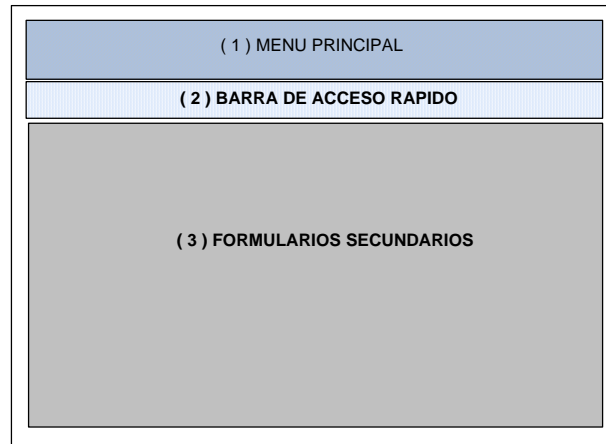 ( 1 ) MENU PRINCIPAL
( 2 ) BARRA DE ACCESO RAPIDO
( 3 ) FORMULARIOS SECUNDARIOS